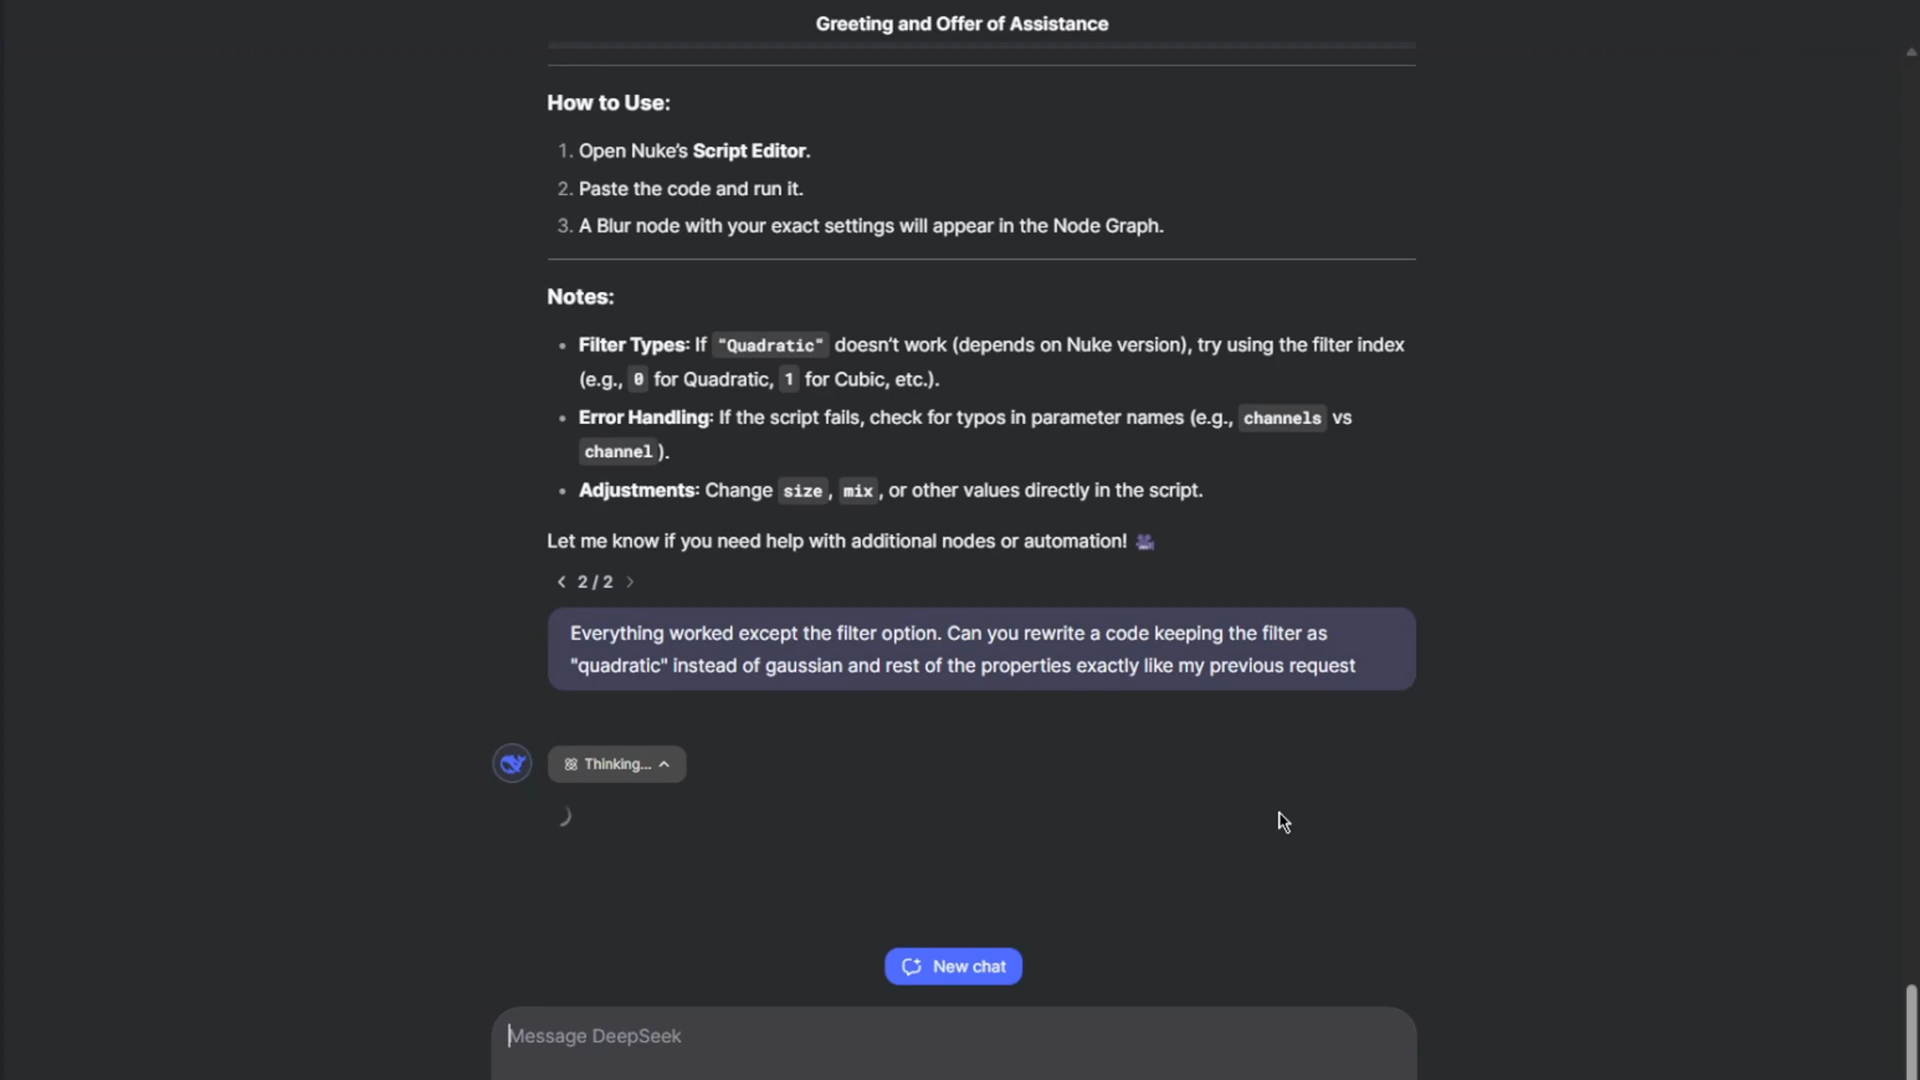 Greeting and Offer of Assistance
How to Use:
1. Open Nuke's Script Editor.
2. Paste the code and run it.
3. A Blur node with your exact settings will appear in the Node Graph.
Notes:
• Filter Types: If "Quadratic" doesn't work (depends on Nuke version), try using the filter index
(e.g., 0 for Quadratic, 1 for Cubic, etc.).
• Error Handling: If the script fails, check for typos in parameter names (e.g., channels vs
channel ).
• Adjustments: Change size , mix , or other values directly in the script.
Let me know if you need help with additional nodes or automation! 🎥
< 2 / 2 >
Everything worked except the filter option. Can you rewrite a code keeping the filter as
"quadratic" instead of gaussian and rest of the properties exactly like my previous request
Thinking...
New chat
Message DeepSeek